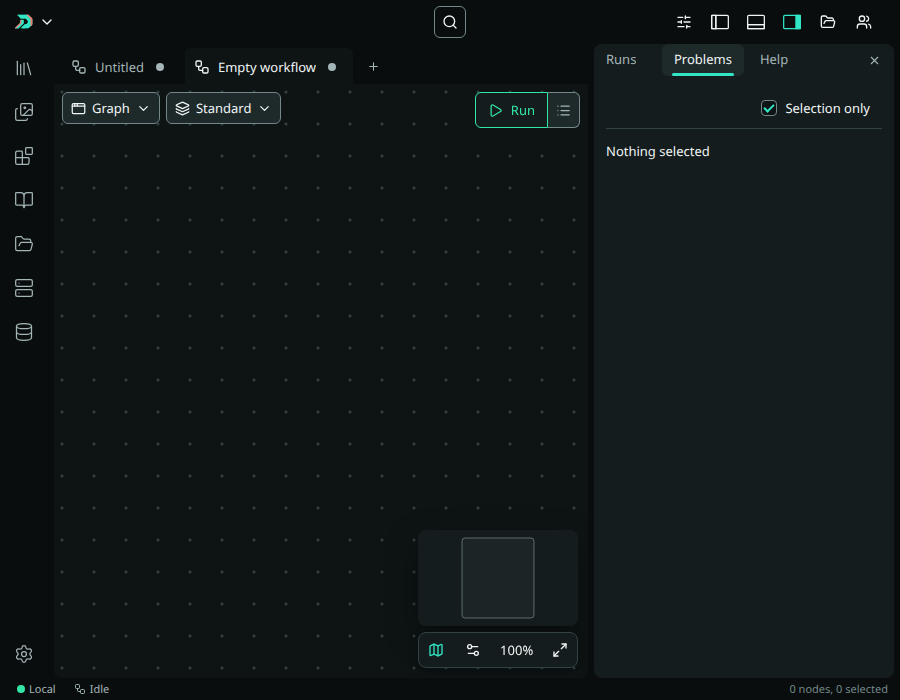 Untitled
Empty workflow
Graph
Standard
Run
100%
Runs
Problems
Help
Selection only
Nothing selected
Local
Idle
0 nodes, 0 selected